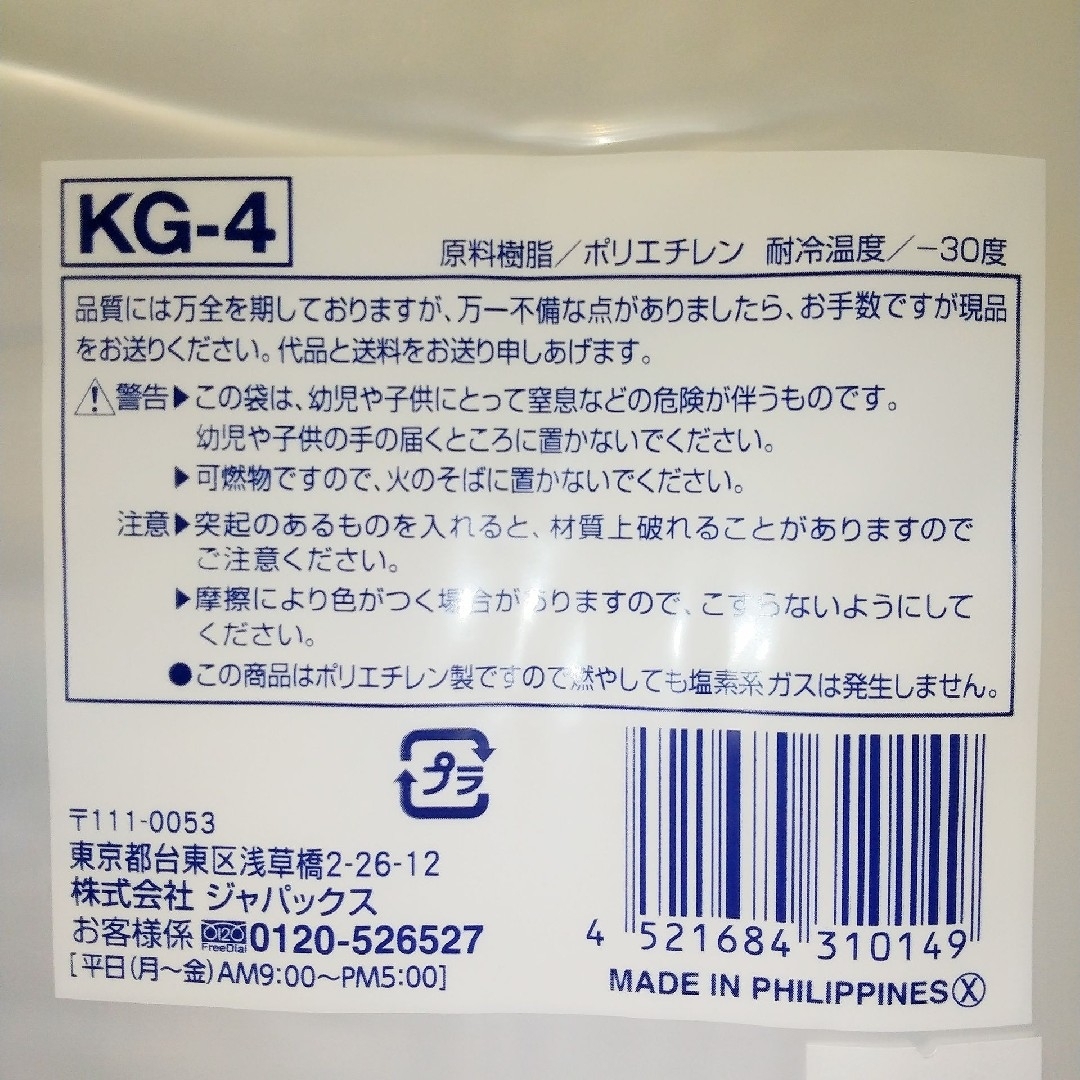 KG-4
原料樹脂／ポリエチレン 耐冷温度／−30度
品質には万全を期しておりますが、万一不備な点がありましたら、お手数ですが現品
をお送りください。代品と送料をお送り申しあげます。
警告▶この袋は、幼児や子供にとって窒息などの危険が伴うものです。
幼児や子供の手の届くところに置かないでください。
▶可燃物ですので、火のそばに置かないでください。
注意▶突起のあるものを入れると、材質上破れることがありますので
ご注意ください。
▶摩擦により色がつく場合がありますので、こすらないようにして
ください。
●この商品はポリエチレン製ですので燃やしても塩素系ガスは発生しません。
プラ
〒111-0053
東京都台東区浅草橋2-26-12
株式会社 ジャパックス
お客様係 0120 FreeDial 0120-526527
[平日(月〜金)AM9:00〜PM5:00]
4 521684 310149
MADE IN PHILIPPINES Ⓧ